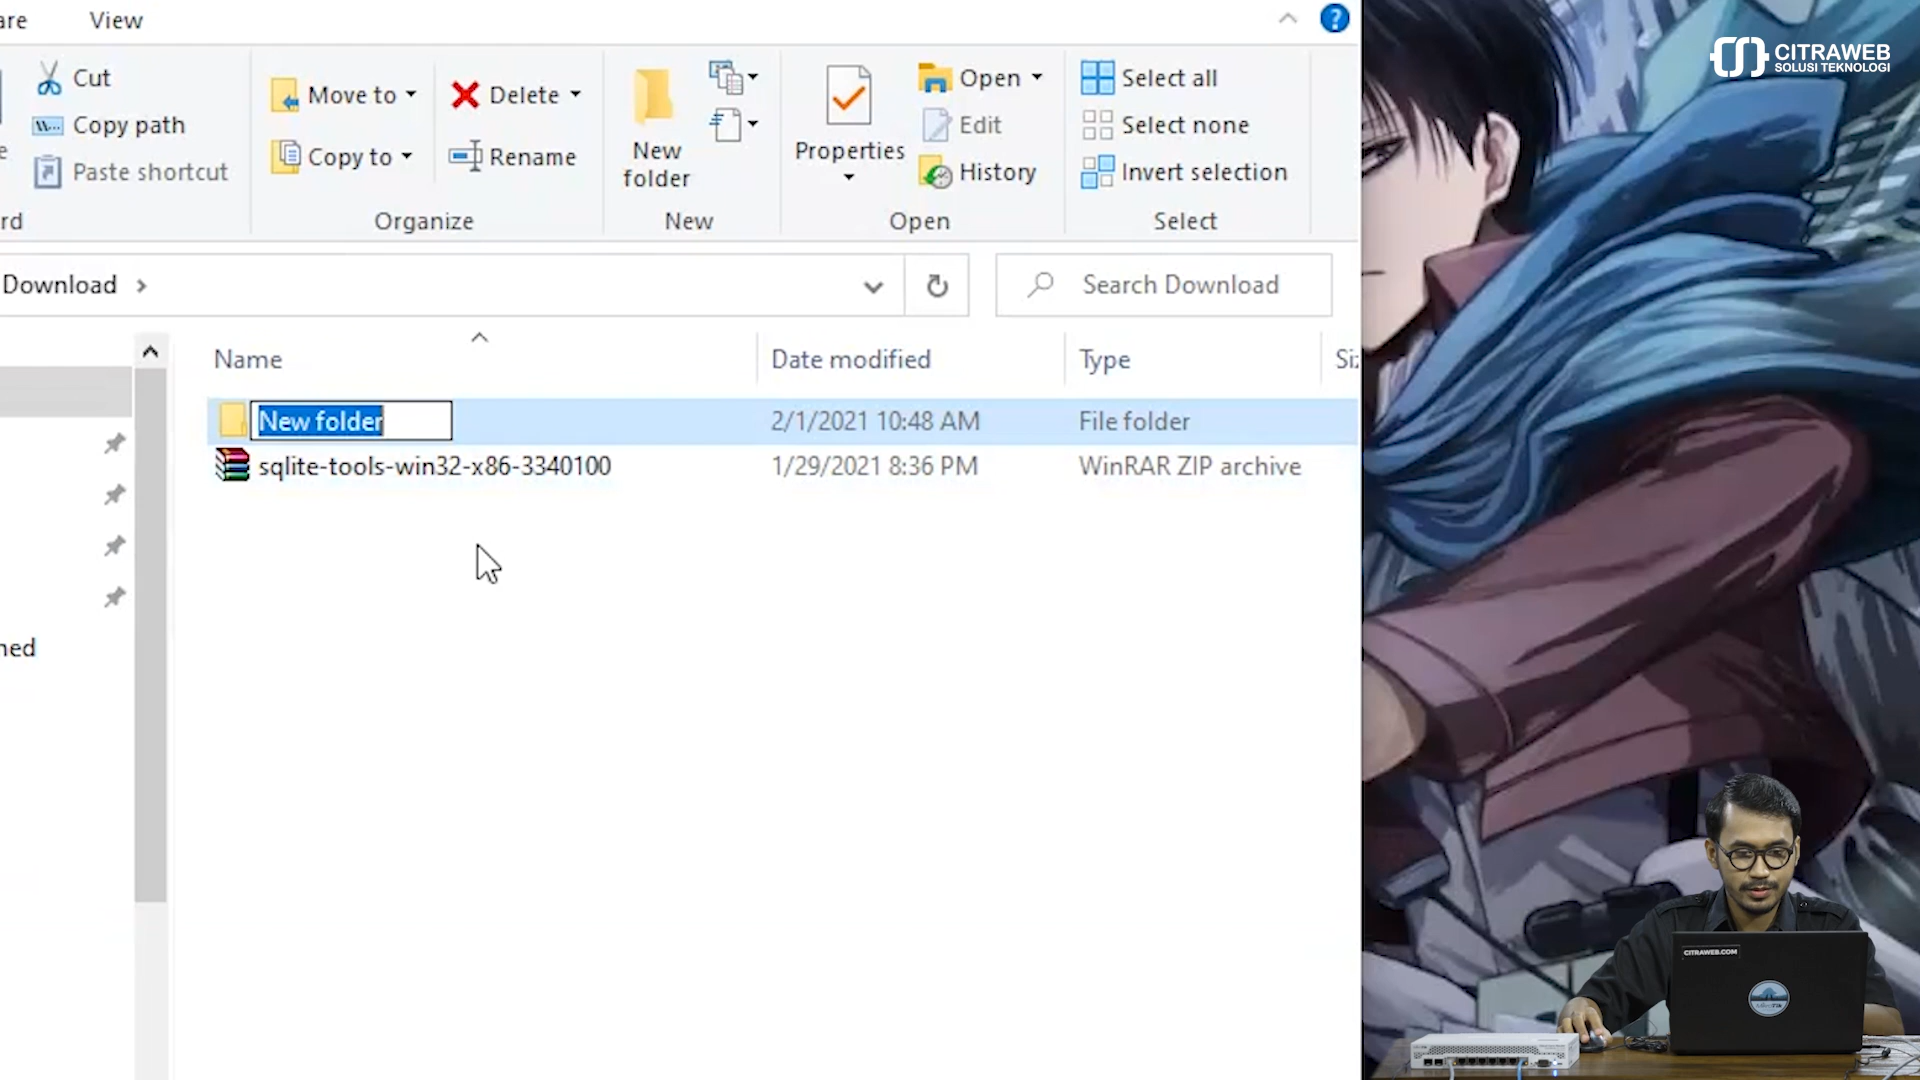 are
View
CITRAWEB
SOLUSI TEKNOLOGI
Cut
Copy path
Paste shortcut
rd
Move to
Copy to
Delete
Rename
Organize
New
folder
New
Properties
Open
Edit
History
Open
Select all
Select none
Invert selection
Select
Download
Search Download
Name
Date modified
Type
Siz
New folder
2/1/2021 10:48 AM
File folder
sqlite-tools-win32-x86-3340100
1/29/2021 8:36 PM
WinRAR ZIP archive
ned
CITRAWEB.COM